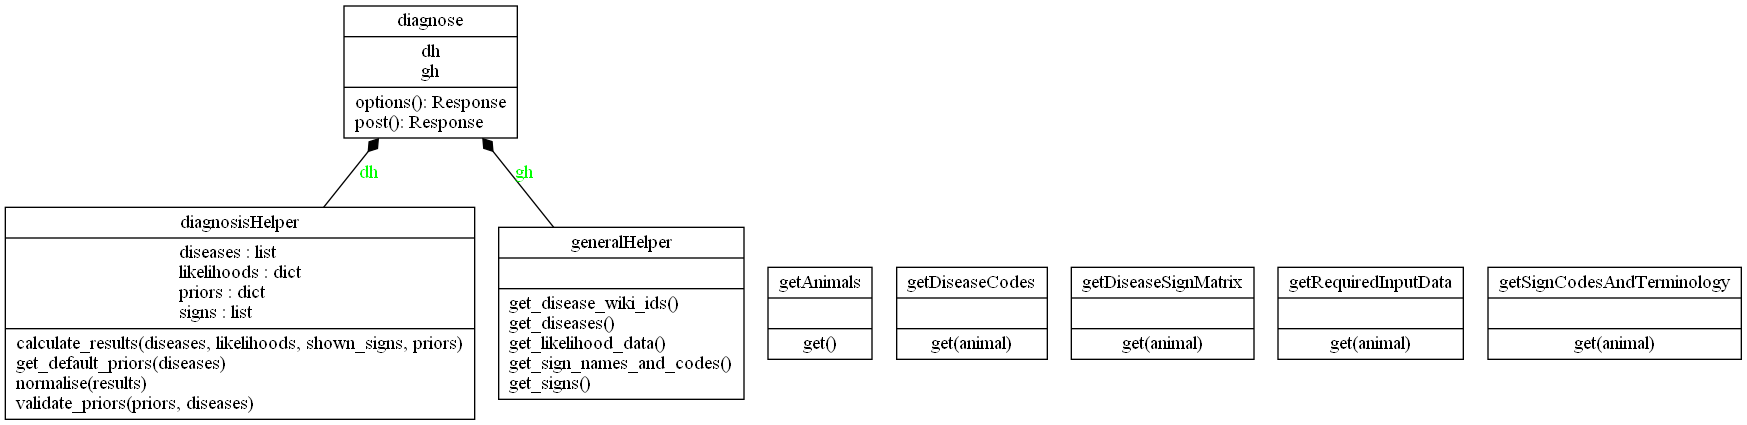 diagnose
dh
gh
options(): Response
post(): Response
dh
gh
diagnosisHelper
diseases : list
likelihoods : dict
priors : dict
signs : list
calculate_results(diseases, likelihoods, shown_signs, priors)
get_default_priors(diseases)
normalise(results)
validate_priors(priors, diseases)
generalHelper
get_disease_wiki_ids()
get_diseases()
get_likelihood_data()
get_sign_names_and_codes()
get_signs()
getAnimals
get()
getDiseaseCodes
get(animal)
getDiseaseSignMatrix
get(animal)
getRequiredInputData
get(animal)
getSignCodesAndTerminology
get(animal)